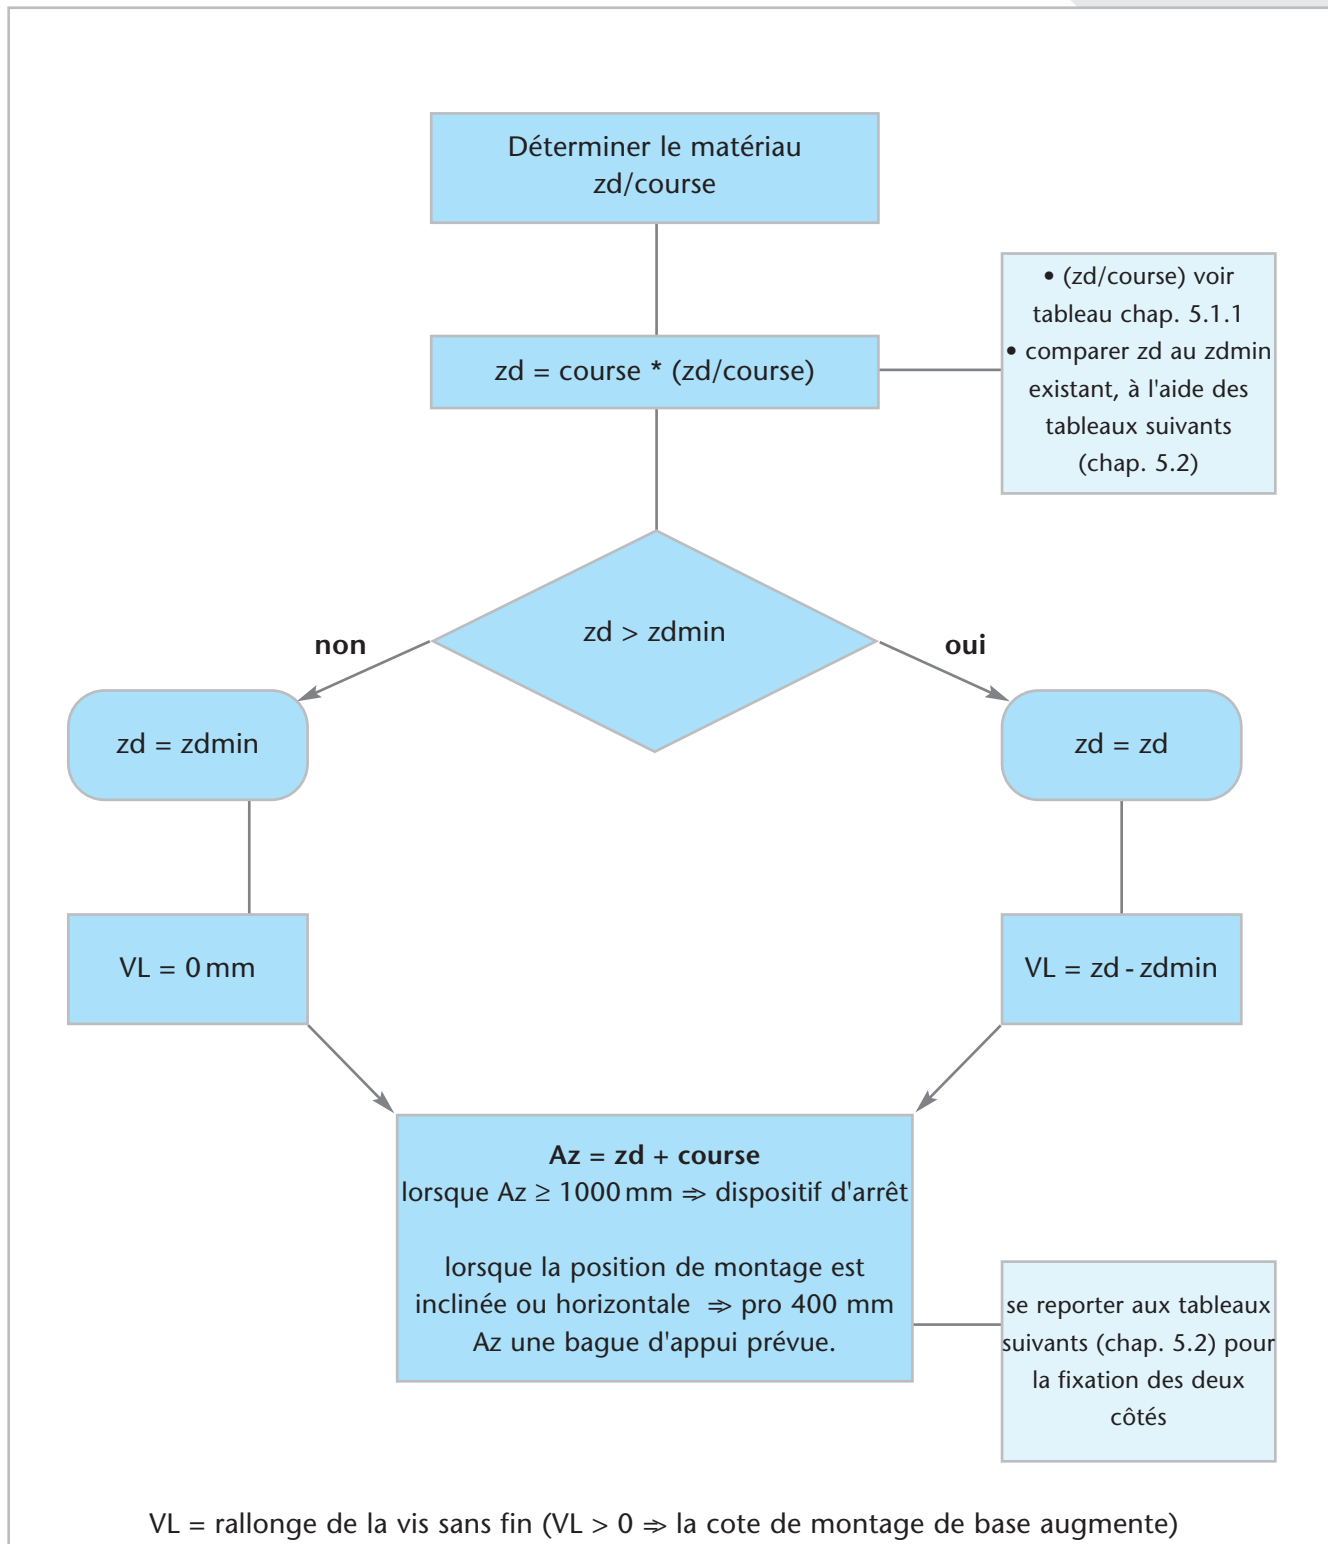 Déterminer le matériau
zd/course
• (zd/course) voir
tableau chap. 5.1.1
• comparer zd au zdmin
existant, à l'aide des
tableaux suivants
(chap. 5.2)
zd = course * (zd/course)
zd > zdmin
non
oui
zd = zdmin
zd = zd
VL = 0 mm
VL = zd - zdmin
Az = zd + course
lorsque Az ≥ 1000 mm ⇒ dispositif d'arrêt
lorsque la position de montage est
inclinée ou horizontale ⇒ pro 400 mm
Az une bague d'appui prévue.
se reporter aux tableaux
suivants (chap. 5.2) pour
la fixation des deux
côtés
VL = rallonge de la vis sans fin (VL > 0 ⇒ la cote de montage de base augmente)